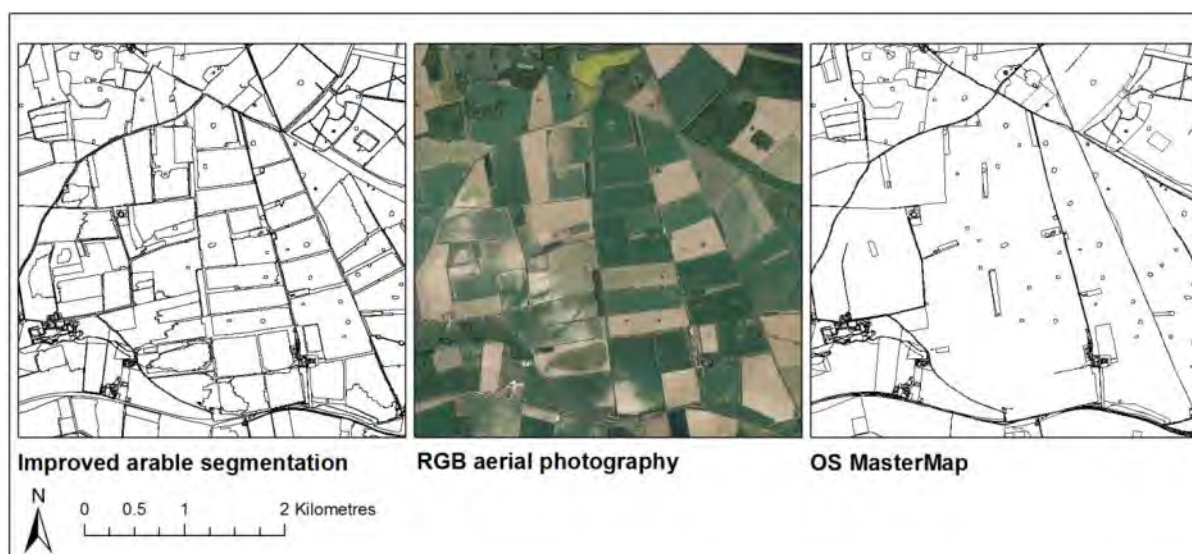 Improved arable segmentation
RGB aerial photography
OS MasterMap
N
0 0.5 1 2 Kilometres